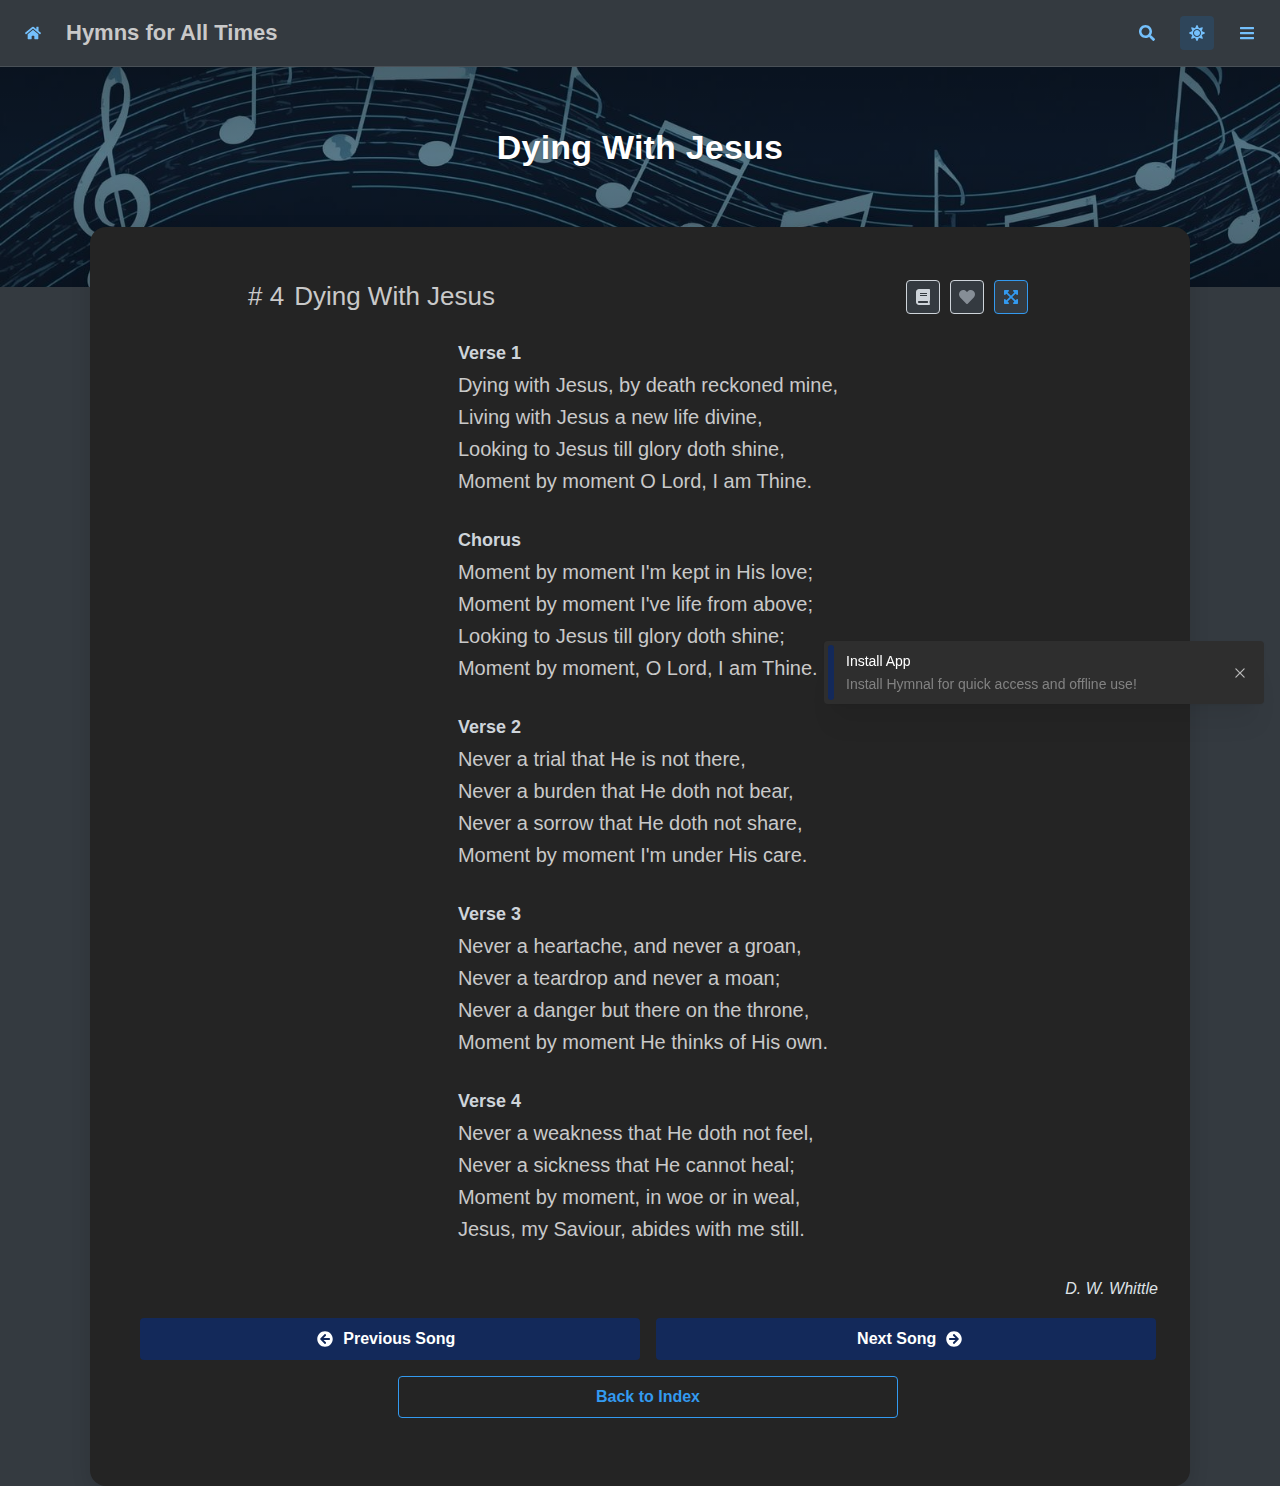 Hymns for All Times
Dying With Jesus
# 4 Dying With Jesus
Verse 1
Dying with Jesus, by death reckoned mine,
Living with Jesus a new life divine,
Looking to Jesus till glory doth shine,
Moment by moment O Lord, I am Thine.
Chorus
Moment by moment I'm kept in His love;
Moment by moment I've life from above;
Looking to Jesus till glory doth shine;
Moment by moment, O Lord, I am Thine.
Install App
Install Hymnal for quick access and offline use!
Verse 2
Never a trial that He is not there,
Never a burden that He doth not bear,
Never a sorrow that He doth not share,
Moment by moment I'm under His care.
Verse 3
Never a heartache, and never a groan,
Never a teardrop and never a moan;
Never a danger but there on the throne,
Moment by moment He thinks of His own.
Verse 4
Never a weakness that He doth not feel,
Never a sickness that He cannot heal;
Moment by moment, in woe or in weal,
Jesus, my Saviour, abides with me still.
D. W. Whittle
Previous Song
Next Song
Back to Index